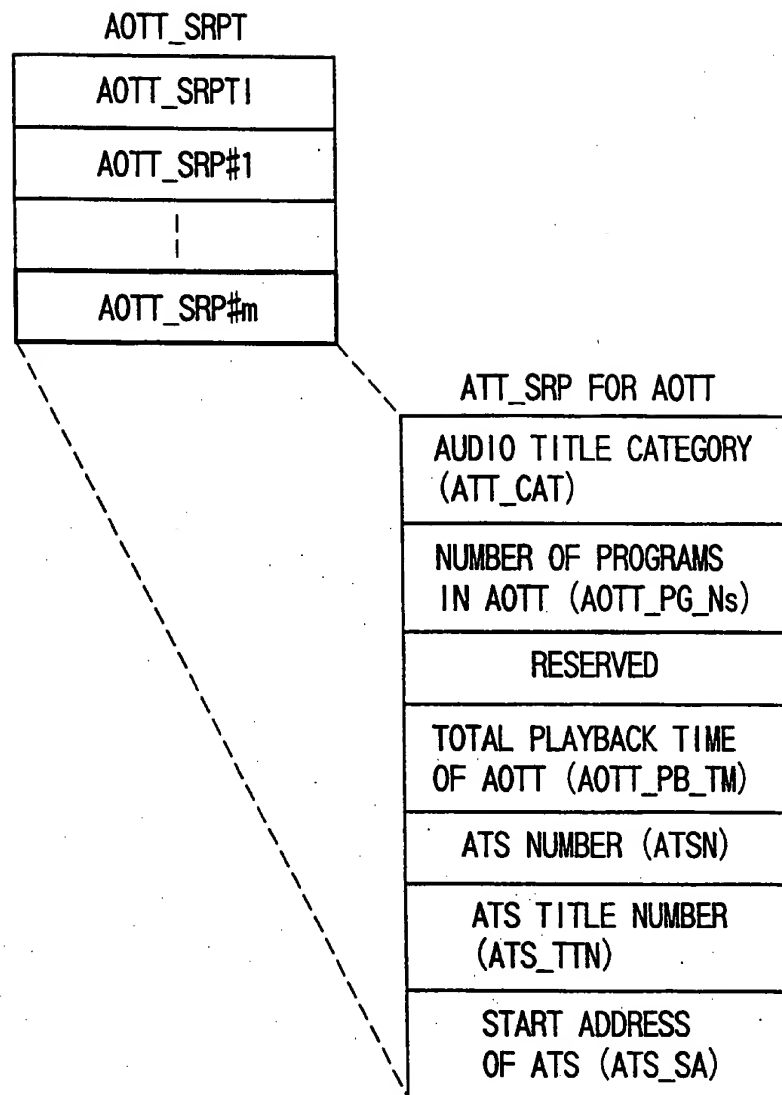 AOTT_SRPT
AOTT_SRPTI
AOTT_SRP#1
AOTT_SRP#m
ATT_SRP FOR AOTT
AUDIO TITLE CATEGORY
(ATT_CAT)
NUMBER OF PROGRAMS
IN AOTT (AOTT_PG_Ns)
RESERVED
TOTAL PLAYBACK TIME
OF AOTT (AOTT_PB_TM)
ATS NUMBER (ATSN)
ATS TITLE NUMBER
(ATS_TTN)
START ADDRESS
OF ATS (ATS_SA)